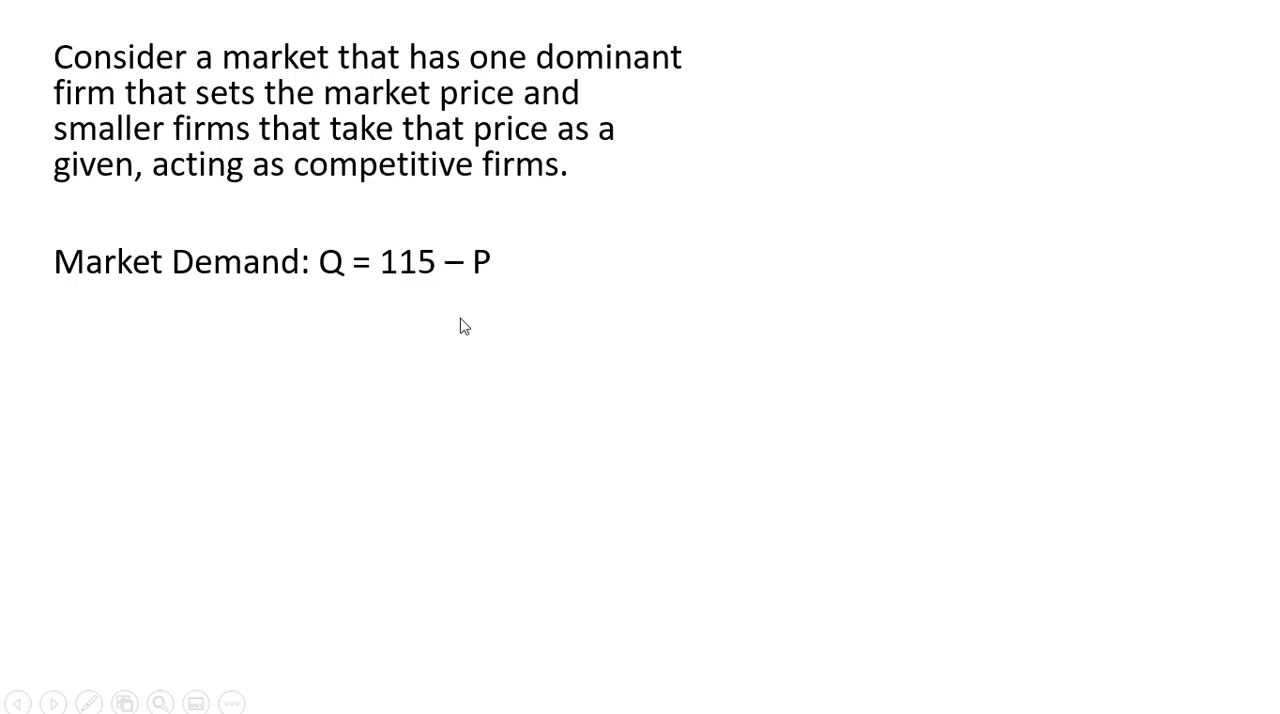 Consider a market that has one dominant
firm that sets the market price and
smaller firms that take that price as a
given, acting as competitive firms.
Market Demand: Q = 115 – P